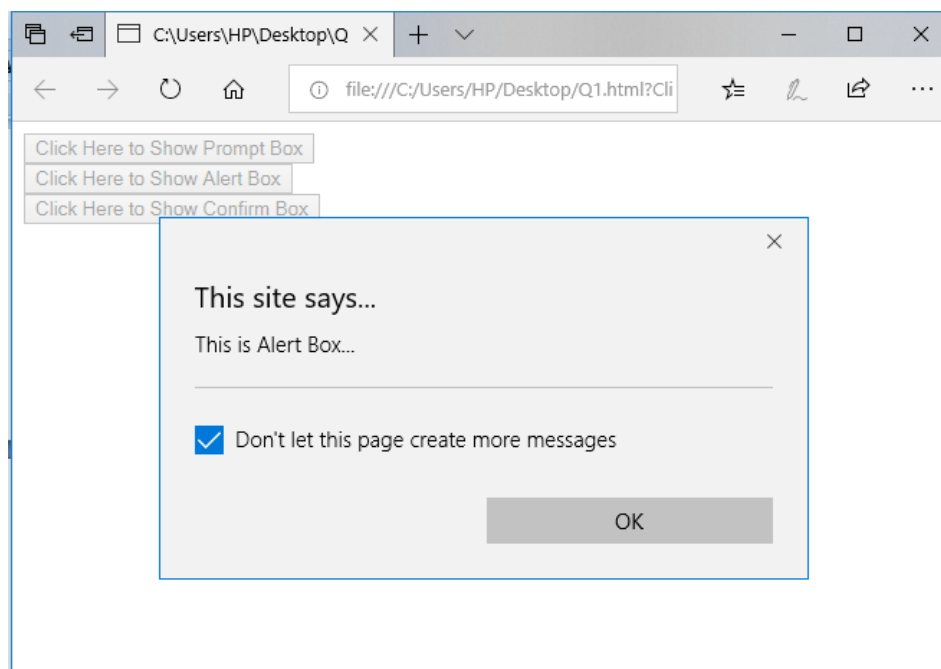 C:\Users\HP\Desktop\Q
file:///C:/Users/HP/Desktop/Q1.html?Cli
Click Here to Show Prompt Box
Click Here to Show Alert Box
Click Here to Show Confirm Box
This site says...
This is Alert Box...
Don't let this page create more messages
OK